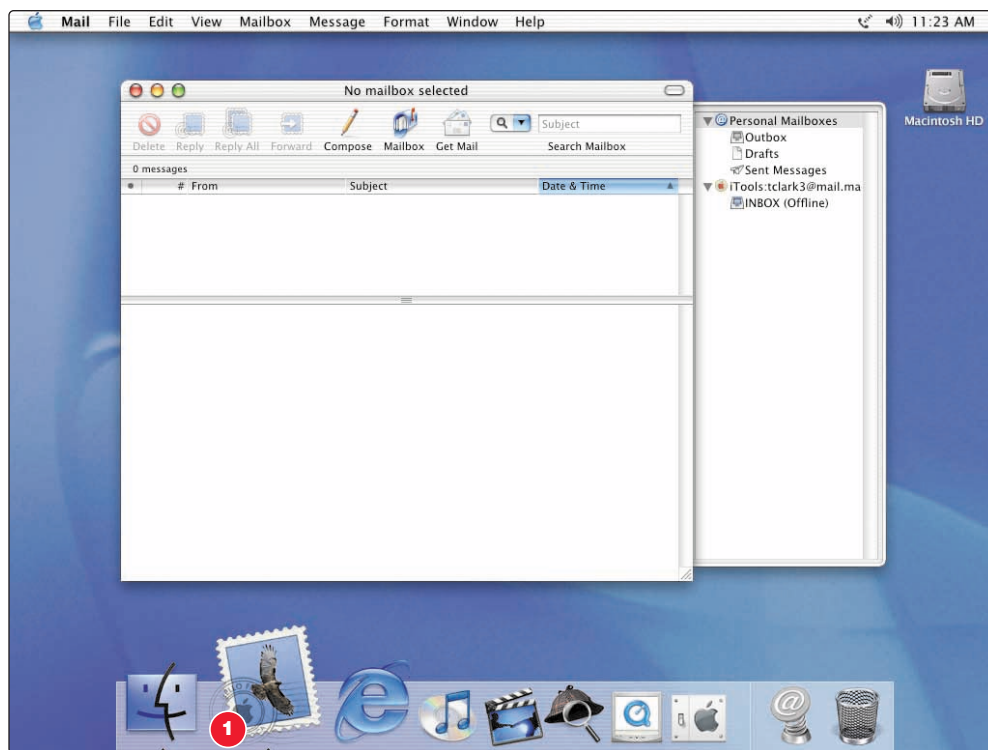 Mail File Edit View Mailbox Message Format Window Help 11:23 AM
No mailbox selected
Macintosh HD
Subject
Delete Reply Reply All Forward Compose Mailbox Get Mail Search Mailbox
0 messages
# From Subject Date & Time
Personal Mailboxes
Outbox
Drafts
Sent Messages
iTools:tclark3@mail.ma
INBOX (Offline)
1